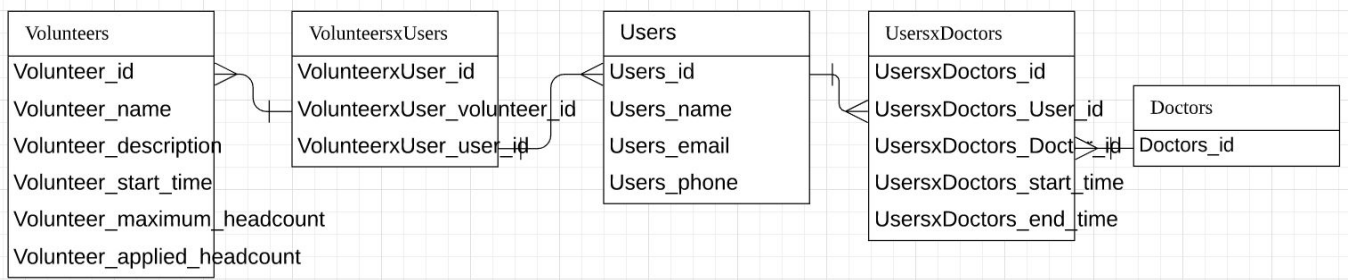 Volunteers
Volunteer_id
Volunteer_name
Volunteer_description
Volunteer_start_time
Volunteer_maximum_headcount
Volunteer_applied_headcount
VolunteersxUsers
VolunteerxUser_id
VolunteerxUser_volunteer_id
VolunteerxUser_user_id
Users
Users_id
Users_name
Users_email
Users_phone
UsersxDoctors
UsersxDoctors_id
UsersxDoctors_User_id
UsersxDoctors_Doctor_id
UsersxDoctors_start_time
UsersxDoctors_end_time
Doctors
Doctors_id